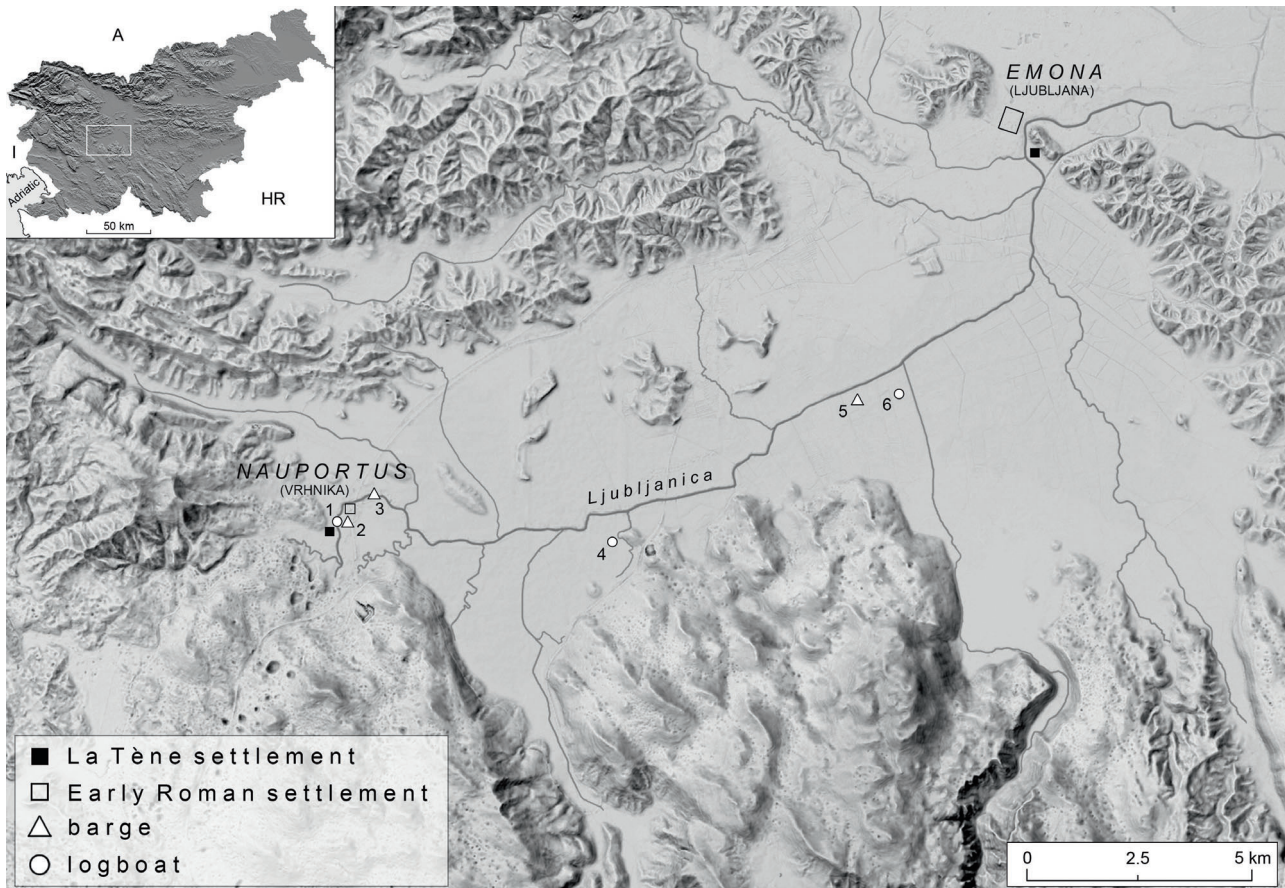 A
I
Adriatic
HR
50 km
EMONA
(LJUBLJANA)
NAUPORTUS
(VRHNIKA)
1
2
3
Ljubljanica
4
5
6
La Tène settlement
Early Roman settlement
barge
logboat
0 2.5 5 km